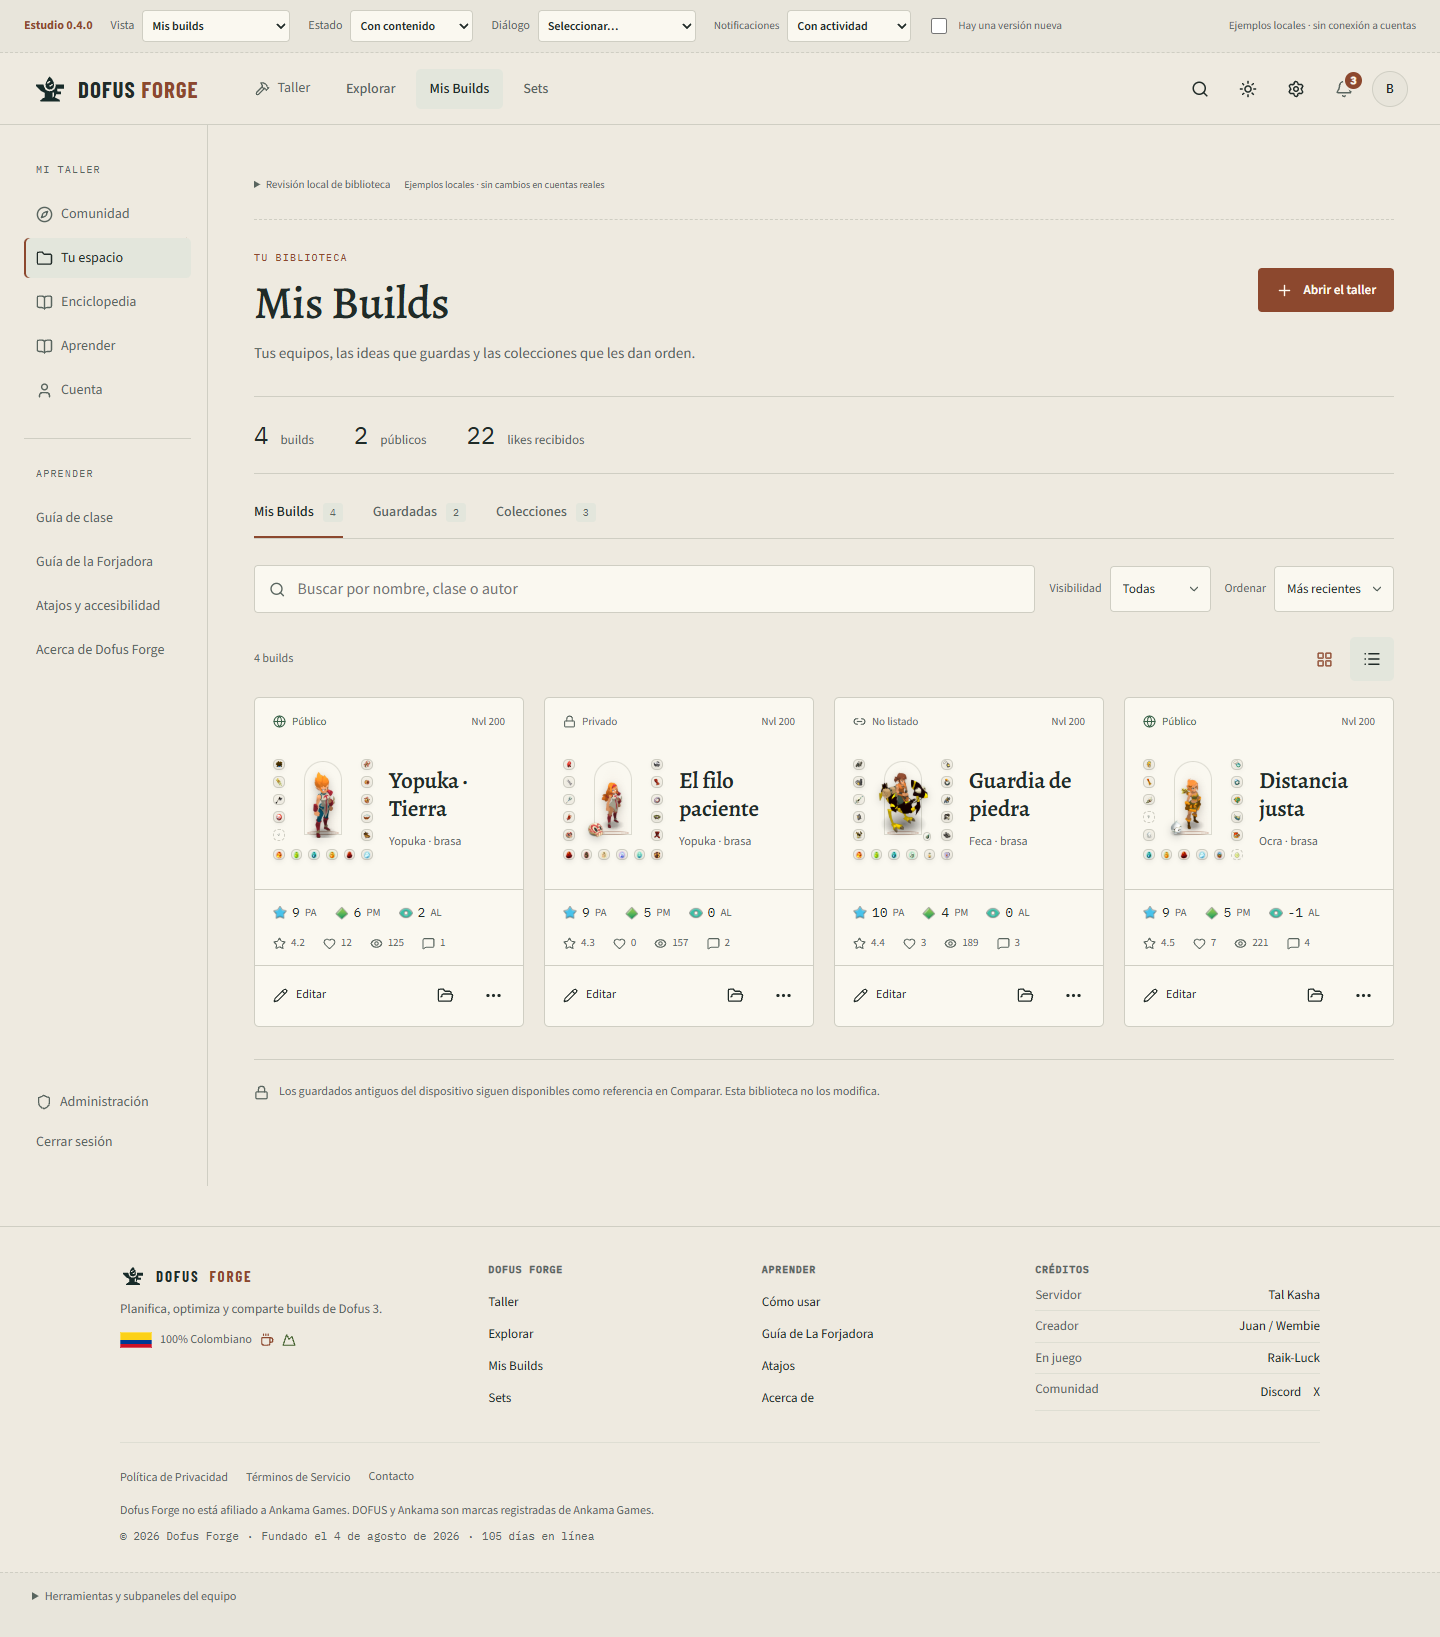 Estudio 0.4.0 Vista Mis builds Estado Con contenido Diálogo Seleccionar... Notificaciones Con actividad Hay una versión nueva Ejemplos locales · sin conexión a cuentas
DOFUS FORGE Taller Explorar Mis Builds Sets 3 B
MI TALLER
Comunidad
Tu espacio
Enciclopedia
Aprender
Cuenta
APRENDER
Guía de clase
Guía de la Forjadora
Atajos y accesibilidad
Acerca de Dofus Forge
Administración
Cerrar sesión
Revisión local de biblioteca Ejemplos locales · sin cambios en cuentas reales
TU BIBLIOTECA
Mis Builds
Abrir el taller
Tus equipos, las ideas que guardas y las colecciones que les dan orden.
4 builds 2 públicos 22 likes recibidos
Mis Builds 4 Guardadas 2 Colecciones 3
Buscar por nombre, clase o autor Visibilidad Todas Ordenar Más recientes
4 builds
Público Nvl 200
Yopuka ·
Tierra
Yopuka · brasa
9 PA 6 PM 2 AL
4.2 12 125 1
Editar
Privado Nvl 200
El filo
paciente
Yopuka · brasa
9 PA 5 PM 0 AL
4.3 0 157 2
Editar
No listado Nvl 200
Guardia de
piedra
Feca · brasa
10 PA 4 PM 0 AL
4.4 3 189 3
Editar
Público Nvl 200
Distancia
justa
Ocra · brasa
9 PA 5 PM -1 AL
4.5 7 221 4
Editar
Los guardados antiguos del dispositivo siguen disponibles como referencia en Comparar. Esta biblioteca no los modifica.
DOFUS FORGE
Planifica, optimiza y comparte builds de Dofus 3.
100% Colombiano
DOFUS FORGE
Taller
Explorar
Mis Builds
Sets
APRENDER
Cómo usar
Guía de La Forjadora
Atajos
Acerca de
CRÉDITOS
Servidor Tal Kasha
Creador Juan / Wembie
En juego Raik-Luck
Comunidad Discord X
Política de Privacidad Términos de Servicio Contacto
Dofus Forge no está afiliado a Ankama Games. DOFUS y Ankama son marcas registradas de Ankama Games.
© 2026 Dofus Forge · Fundado el 4 de agosto de 2026 · 105 días en línea
Herramientas y subpaneles del equipo